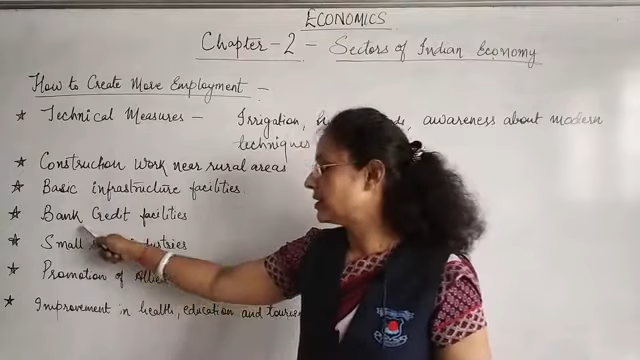 ECONOMICS
Chapter-2 - Sectors of Indian Economy
How to Create More Employment -
* Technical Measures - Irrigation, awareness about modern
techniques
* Construction work near rural areas
* Basic infrastructure facilities
* Bank Credit facilities
* Small
* Promotion of Allied
* Improvement in health, education and